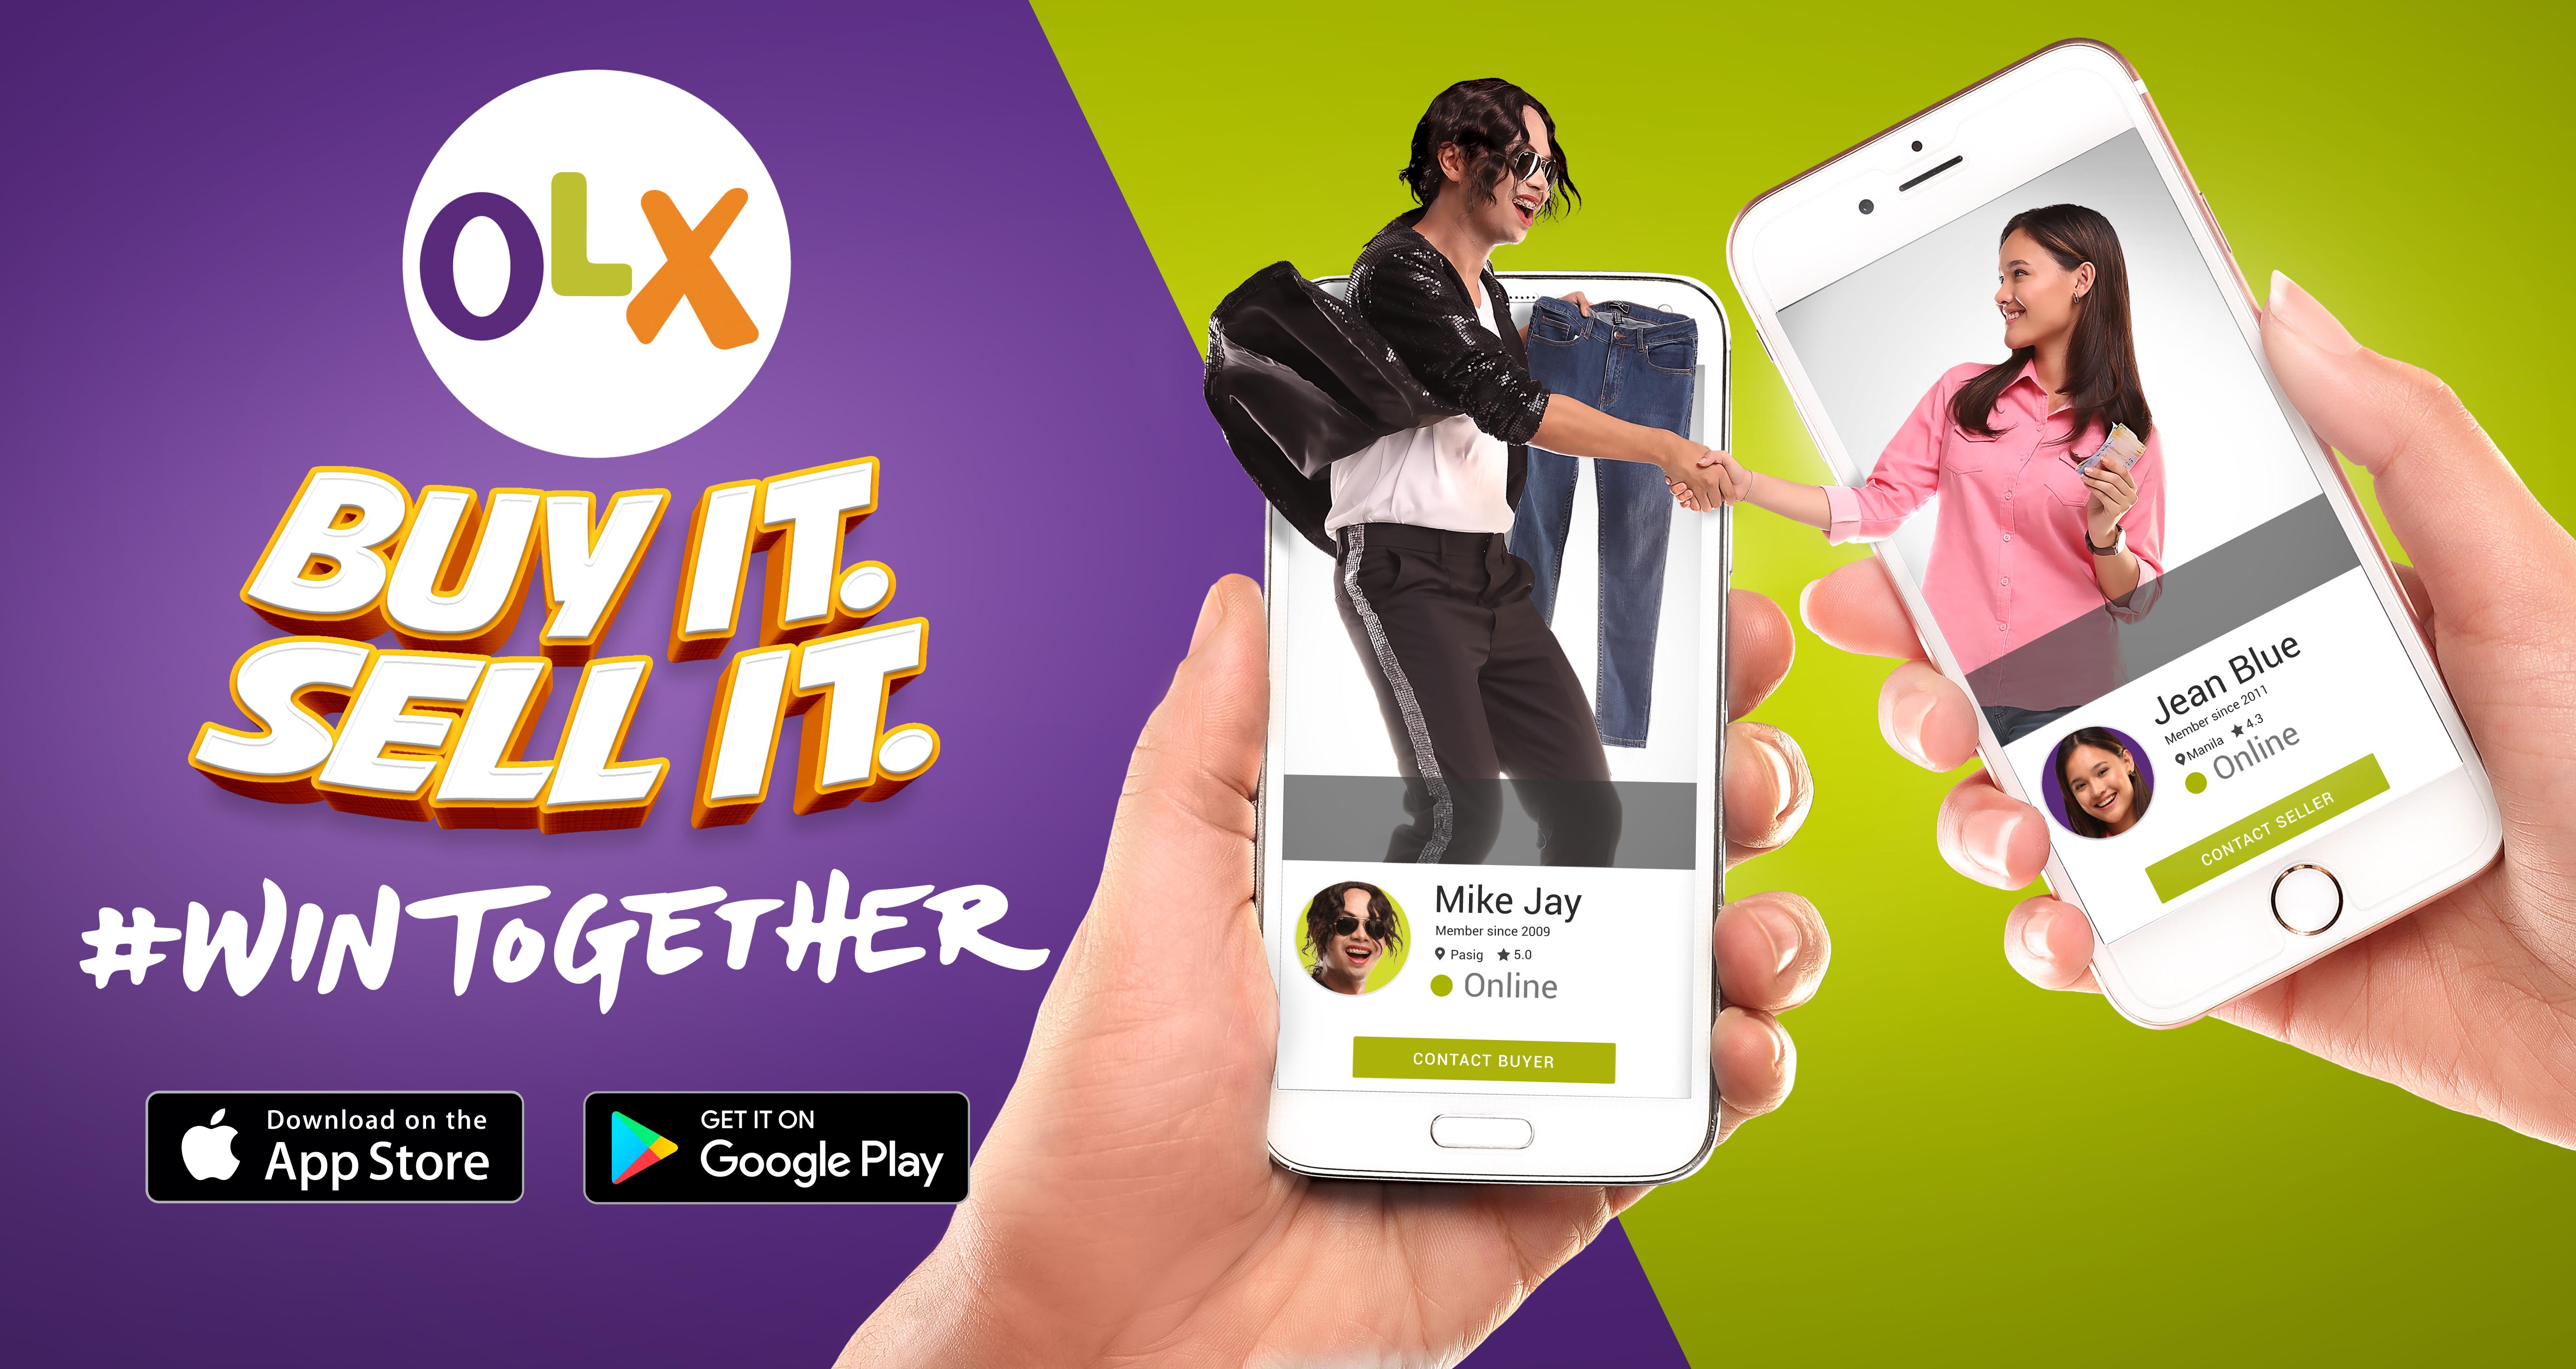 OLX
BUY IT.
SELL IT.
#WINTOGETHER
Download on the
App Store
GET IT ON
Google Play
Mike Jay
Member since 2009
Pasig ★ 5.0
Online
CONTACT BUYER
Jean Blue
Member since 2011
Manila ★ 4.3
Online
CONTACT SELLER